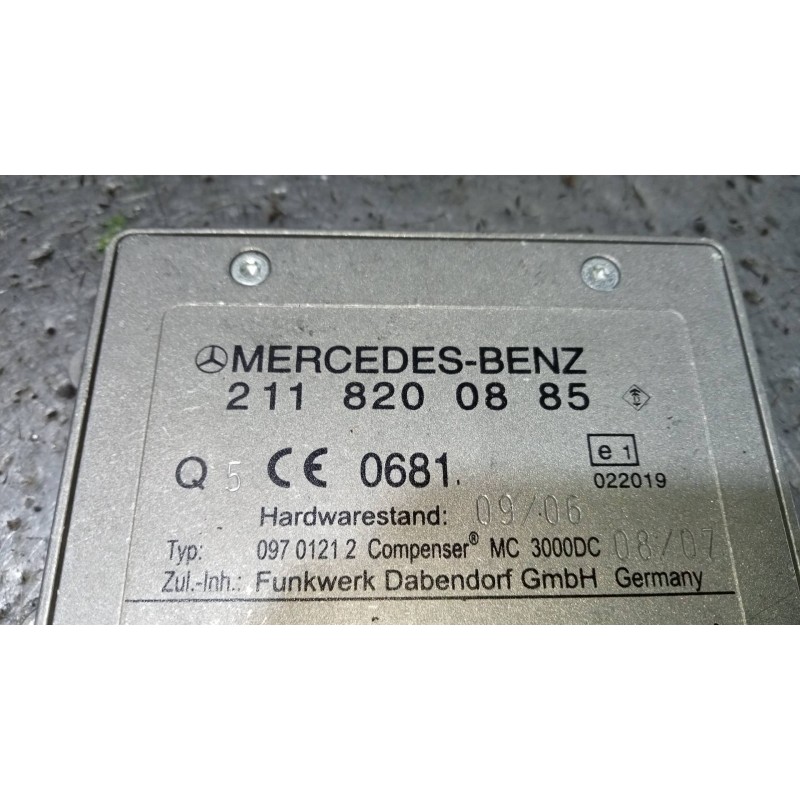 MERCEDES-BENZ
211 820 08 85
Q 5 CE 0681 e 1
022019
Hardwarestand: 09/06
Typ: 097 0121 2 Compenser® MC 3000DC 08/07
Zul.-Inh.: Funkwerk Dabendorf GmbH Germany